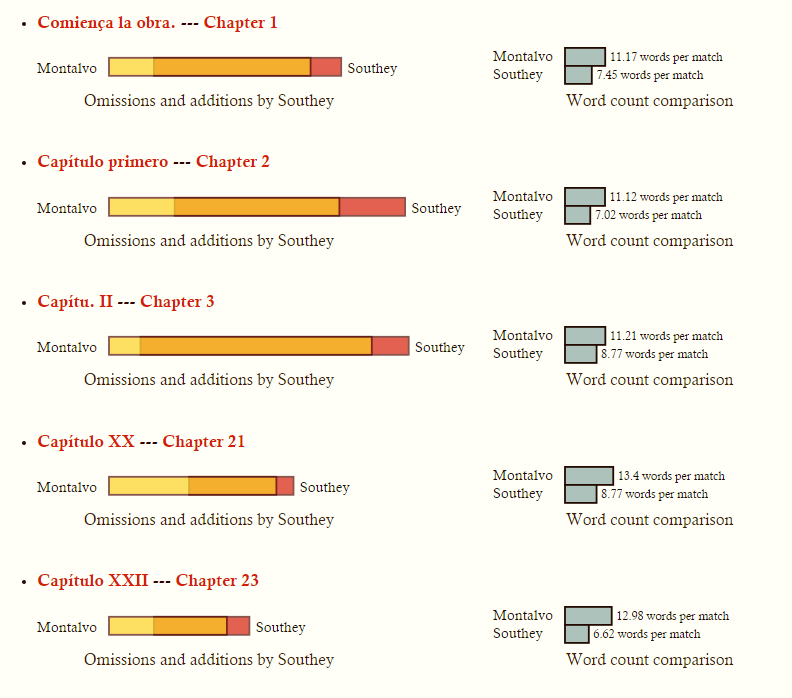 Comiença la obra. --- Chapter 1
Montalvo Southey
Omissions and additions by Southey
Montalvo 11.17 words per match
Southey 7.45 words per match
Word count comparison
Capítulo primero --- Chapter 2
Montalvo Southey
Omissions and additions by Southey
Montalvo 11.12 words per match
Southey 7.02 words per match
Word count comparison
Capítu. II --- Chapter 3
Montalvo Southey
Omissions and additions by Southey
Montalvo 11.21 words per match
Southey 8.77 words per match
Word count comparison
Capítulo XX --- Chapter 21
Montalvo Southey
Omissions and additions by Southey
Montalvo 13.4 words per match
Southey 8.77 words per match
Word count comparison
Capítulo XXII --- Chapter 23
Montalvo Southey
Omissions and additions by Southey
Montalvo 12.98 words per match
Southey 6.62 words per match
Word count comparison